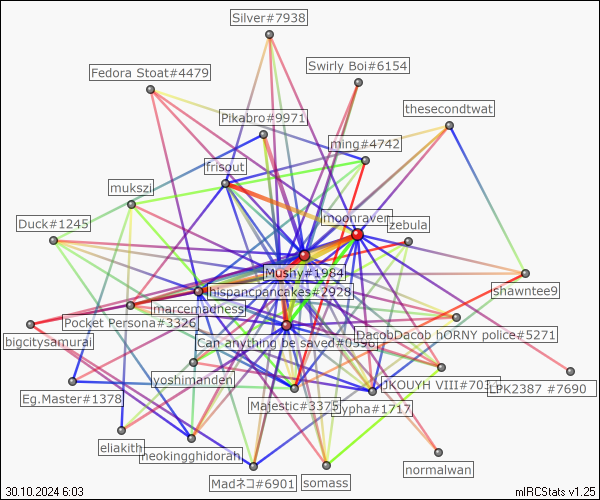 Silver#7938
Swirly Boi#6154
Fedora Stoat#4479
thesecondtwat
Pikabro#9971
ming#4742
frisout
mukszi
moonraven
zebula
Duck#1245
Mushy#1984
shawntee9
hispancpancakes#2928
marcemadness
Pocket Persona#3326
DacobDacob hORNY police#5271
bigcitysamurai
Can anything be saved#0
yoshimanden
JKOUYH VIII#703
LPK2387 #7690
Eg.Master#1378
Majestic#3375
ypha#1717
eliakith
neokingghidorah
normalwan
Madネコ#6901
somass
30.10.2024 6:03
mIRCStats v1.25